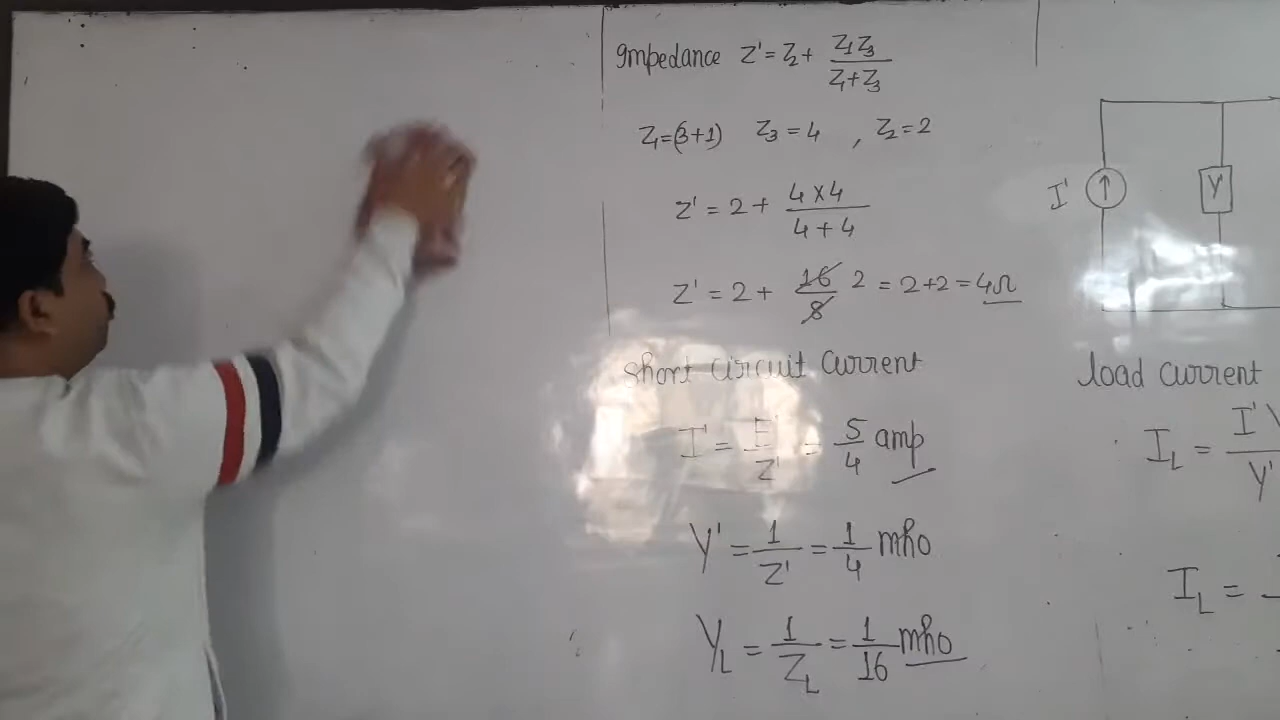 Impedance Z' = Z2 + Z1Z3 / Z1+Z3
Z1=(3+1) Z3 = 4 , Z2 = 2
Z' = 2 + 4 x 4 / 4 + 4
Z' = 2 + 16 / 8 2 = 2+2 = 4Ω
Short circuit current
I' = E' / Z' = 5 / 4 amp
Y' = 1 / Z' = 1 / 4 mho
YL = 1 / ZL = 1 / 16 mho
I' ↑ Y'
load current
IL = I' Y / Y'
IL =